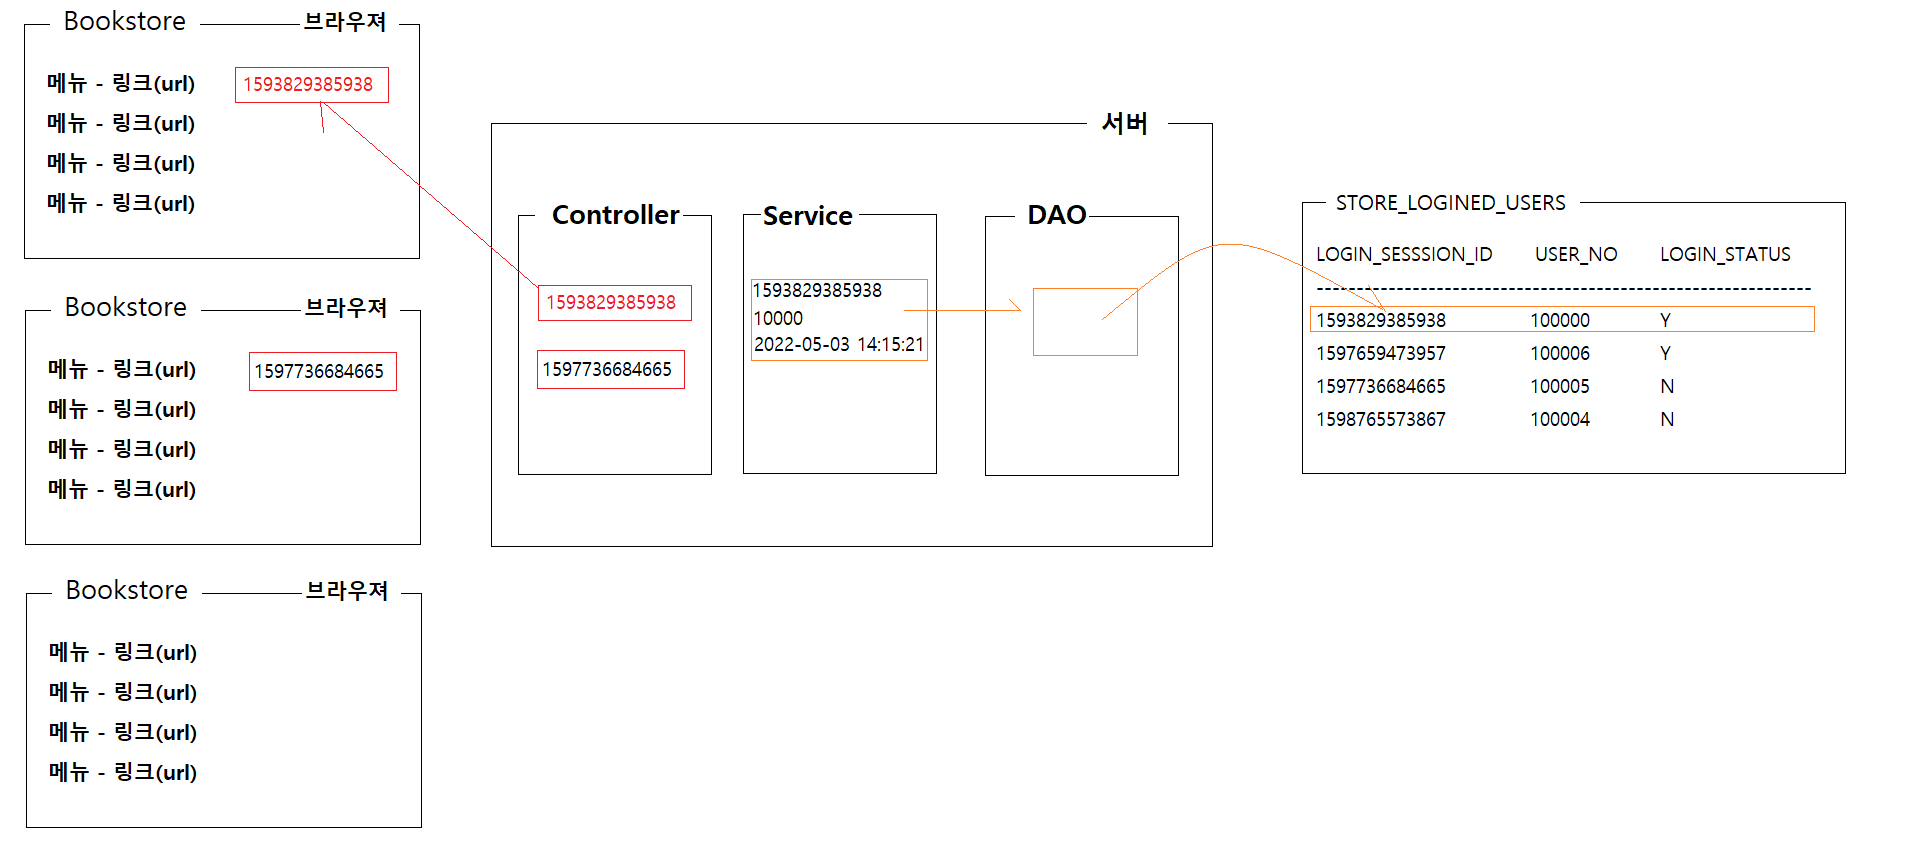 Bookstore 브라우져
메뉴 - 링크(url) 1593829385938
메뉴 - 링크(url)
메뉴 - 링크(url)
메뉴 - 링크(url)
Bookstore 브라우져
메뉴 - 링크(url) 1597736684665
메뉴 - 링크(url)
메뉴 - 링크(url)
메뉴 - 링크(url)
Bookstore 브라우져
메뉴 - 링크(url)
메뉴 - 링크(url)
메뉴 - 링크(url)
메뉴 - 링크(url)
서버
Controller
1593829385938
1597736684665
Service
1593829385938
10000
2022-05-03 14:15:21
DAO
STORE_LOGINED_USERS
LOGIN_SESSSION_ID USER_NO LOGIN_STATUS
1593829385938 100000 Y
1597659473957 100006 Y
1597736684665 100005 N
1598765573867 100004 N